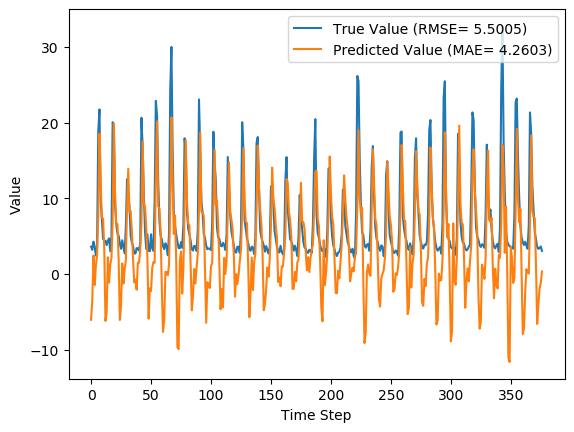 True Value (RMSE= 5.5005)
Predicted Value (MAE= 4.2603)
30
20
10
0
−10
Value
0 50 100 150 200 250 300 350
Time Step